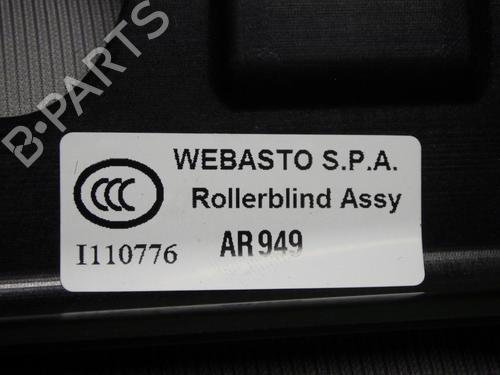 B-PARTS
WEBASTO S.P.A.
Rollerblind Assy
CCC
I110776
AR949